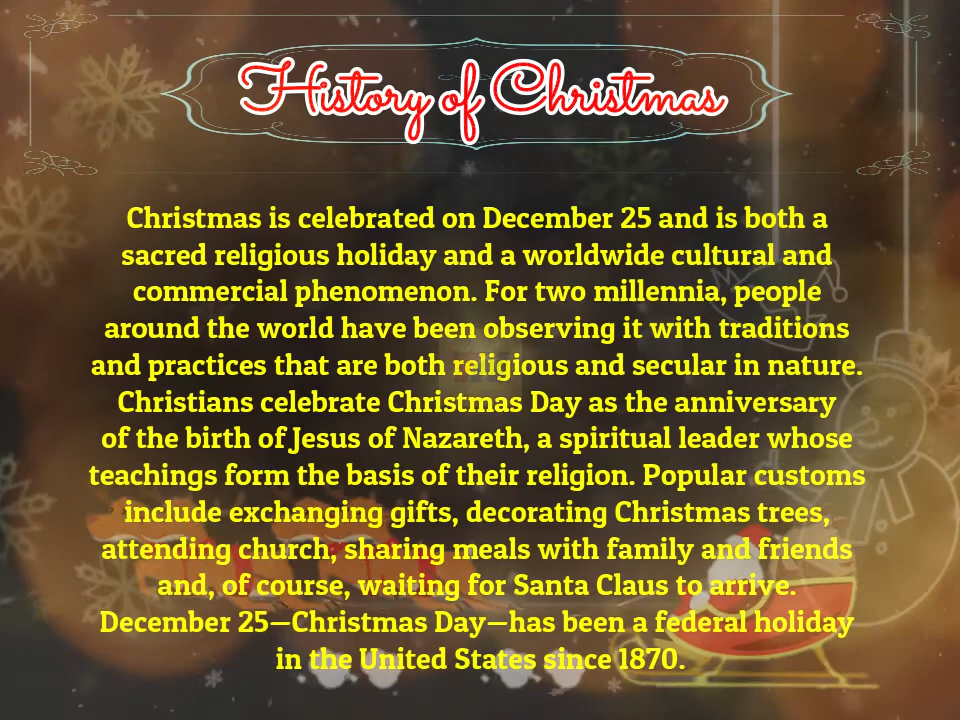 History of Christmas
Christmas is celebrated on December 25 and is both a
sacred religious holiday and a worldwide cultural and
commercial phenomenon. For two millennia, people
around the world have been observing it with traditions
and practices that are both religious and secular in nature.
Christians celebrate Christmas Day as the anniversary
of the birth of Jesus of Nazareth, a spiritual leader whose
teachings form the basis of their religion. Popular customs
include exchanging gifts, decorating Christmas trees,
attending church, sharing meals with family and friends
and, of course, waiting for Santa Claus to arrive.
December 25—Christmas Day—has been a federal holiday
in the United States since 1870.